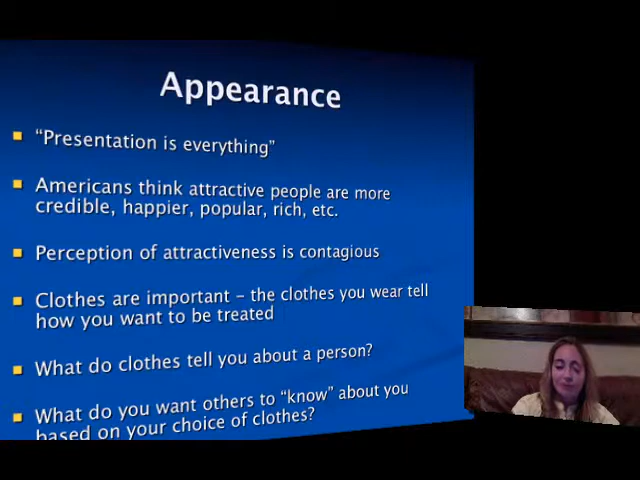 Appearance
“Presentation is everything”
Americans think attractive people are more
credible, happier, popular, rich, etc.
Perception of attractiveness is contagious
Clothes are important – the clothes you wear tell
how you want to be treated
What do clothes tell you about a person?
What do you want others to “know” about you
based on your choice of clothes?